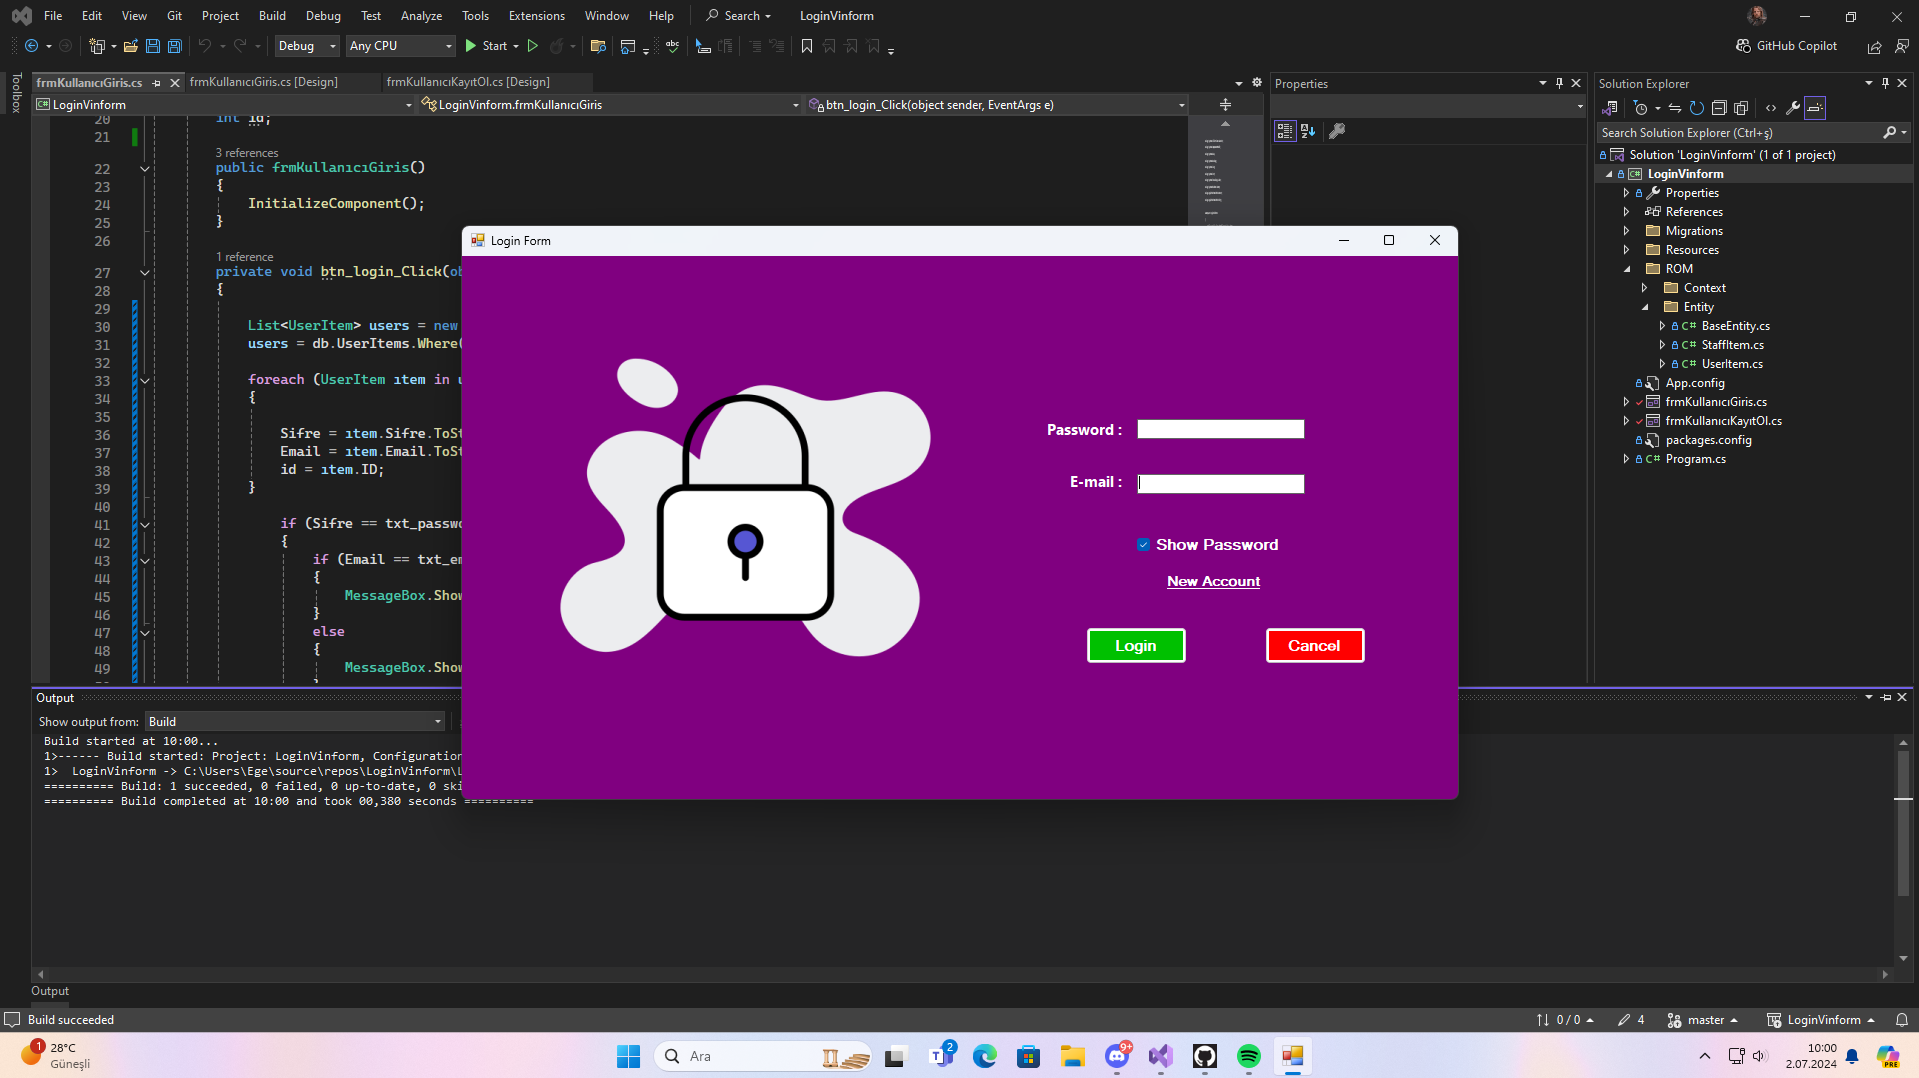 File Edit View Git Project Build Debug Test Analyze Tools Extensions Window Help Search LoginVinform
Debug Any CPU Start GitHub Copilot
Toolbox
frmKullanıcıGiris.cs frmKullanıcıGiris.cs [Design] frmKullanıcıKayıtOl.cs [Design]
LoginVinform LoginVinform.frmKullanıcıGiris btn_login_Click(object sender, EventArgs e)
20 int id;
21
3 references
22 public frmKullanıcıGiris()
23 {
24 InitializeComponent();
25 }
26
1 reference
27 private void btn_login_Click(ob
28 {
29
30 List<UserItem> users = new
31 users = db.UserItems.Where(
32
33 foreach (UserItem ıtem in u
34 {
35
36 Sifre = ıtem.Sifre.ToSt
37 Email = ıtem.Email.ToSt
38 id = ıtem.ID;
39 }
40
41 if (Sifre == txt_passwo
42 {
43 if (Email == txt_em
44 {
45 MessageBox.Show
46 }
47 else
48 {
49 MessageBox.Show
Login Form
Password :
E-mail :
Show Password
New Account
Login Cancel
Properties
Solution Explorer
Search Solution Explorer (Ctrl+ş)
Solution 'LoginVinform' (1 of 1 project)
LoginVinform
Properties
References
Migrations
Resources
ROM
Context
Entity
BaseEntity.cs
StaffItem.cs
UserItem.cs
App.config
frmKullanıcıGiris.cs
frmKullanıcıKayıtOl.cs
packages.config
Program.cs
Output
Show output from: Build
Build started at 10:00...
1>------ Build started: Project: LoginVinform, Configuration
1> LoginVinform -> C:\Users\Ege\source\repos\LoginVinform\L
========== Build: 1 succeeded, 0 failed, 0 up-to-date, 0 ski
========== Build completed at 10:00 and took 00,380 seconds ==========
Output
Build succeeded 0 / 0 4 master LoginVinform
1 28°C
Güneşli
Ara
2
9+
10:00
2.07.2024
PRE